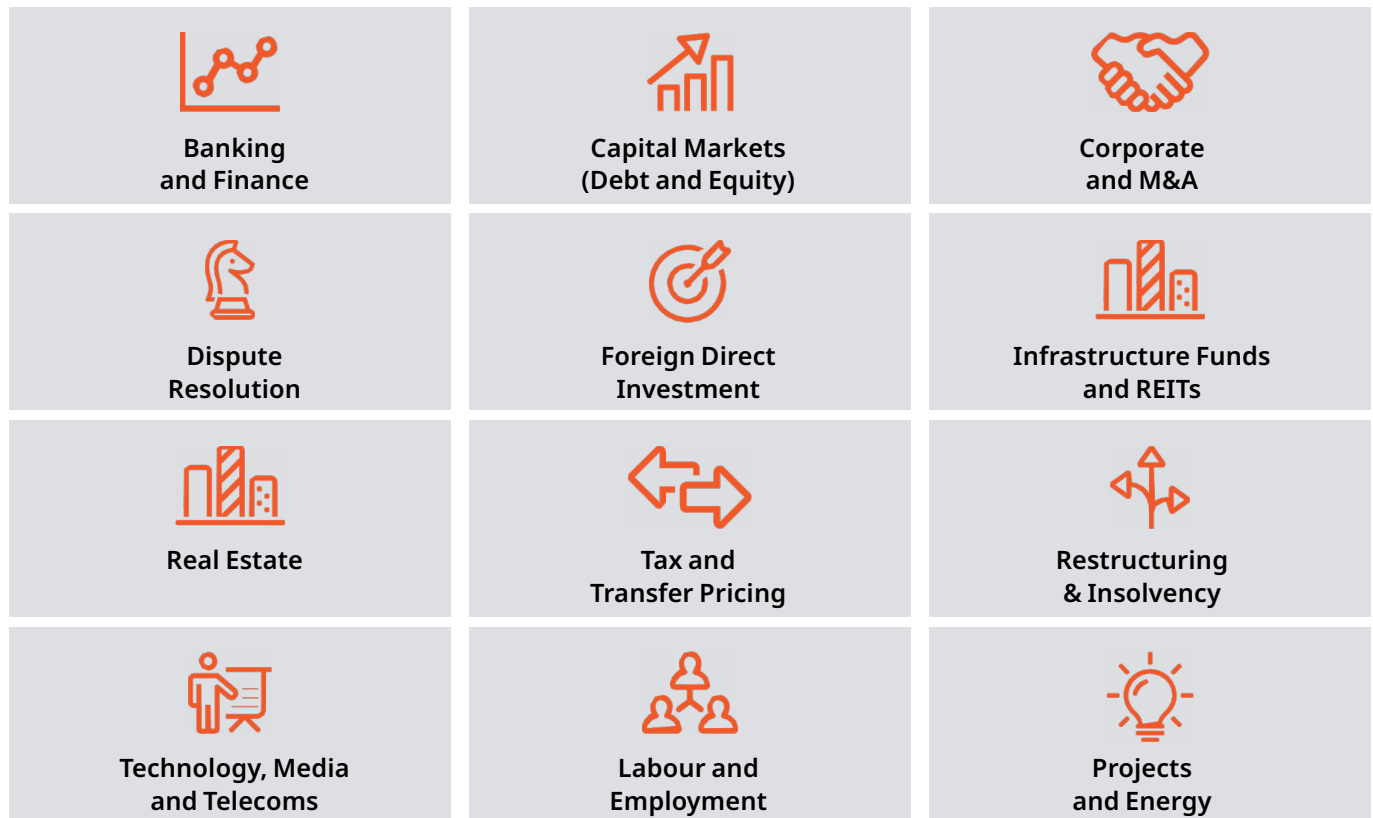 Banking
and Finance
Capital Markets
(Debt and Equity)
Corporate
and M&A
Dispute
Resolution
Foreign Direct
Investment
Infrastructure Funds
and REITs
Real Estate
Tax and
Transfer Pricing
Restructuring
& Insolvency
Technology, Media
and Telecoms
Labour and
Employment
Projects
and Energy